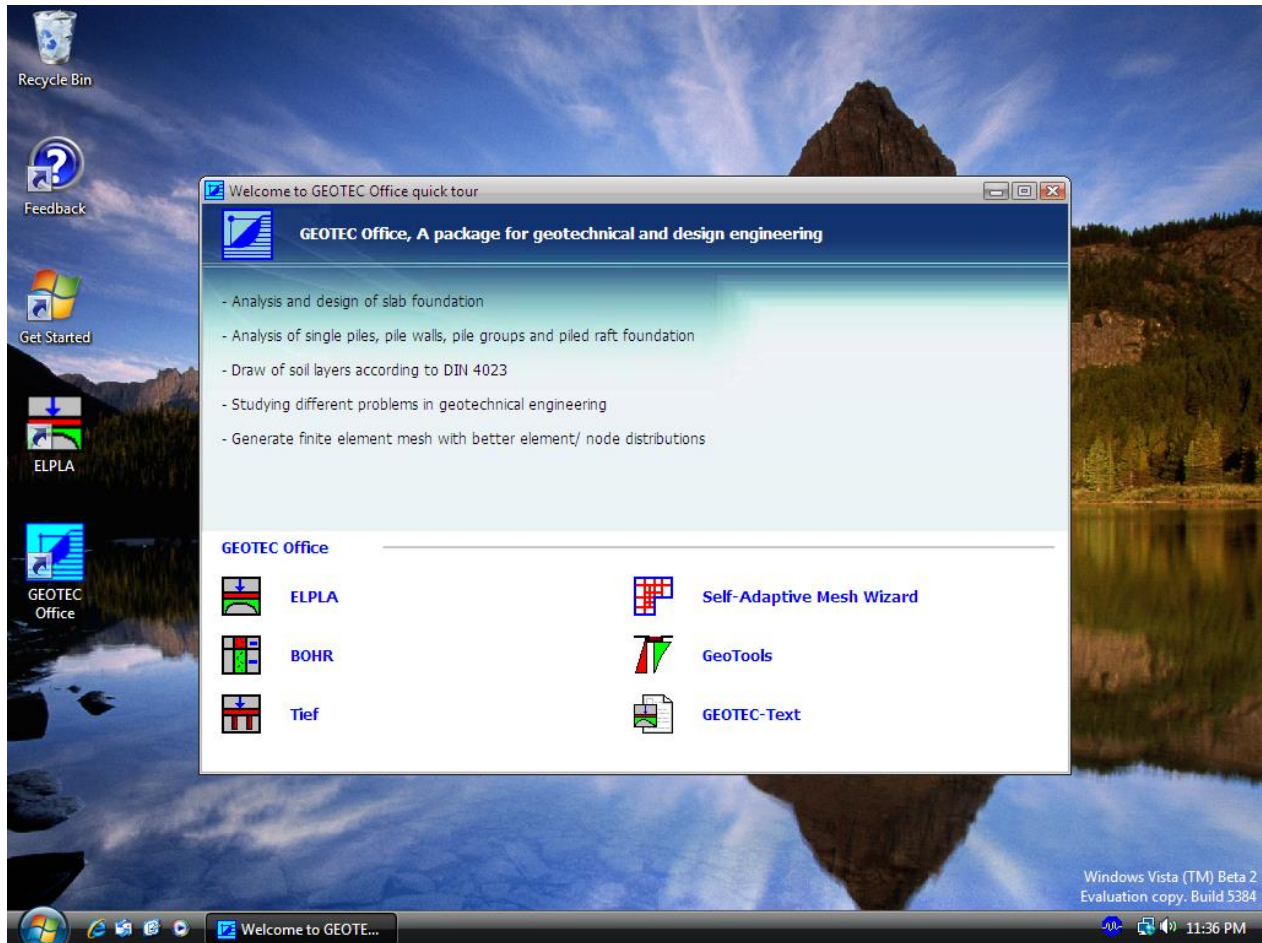 Recycle Bin
Feedback
Get Started
ELPLA
GEOTEC
Office
Welcome to GEOTEC Office quick tour
GEOTEC Office, A package for geotechnical and design engineering
- Analysis and design of slab foundation
- Analysis of single piles, pile walls, pile groups and piled raft foundation
- Draw of soil layers according to DIN 4023
- Studying different problems in geotechnical engineering
- Generate finite element mesh with better element/ node distributions
GEOTEC Office
ELPLA
Self-Adaptive Mesh Wizard
BOHR
GeoTools
Tief
GEOTEC-Text
Windows Vista (TM) Beta 2
Evaluation copy. Build 5384
Welcome to GEOTE...
11:36 PM